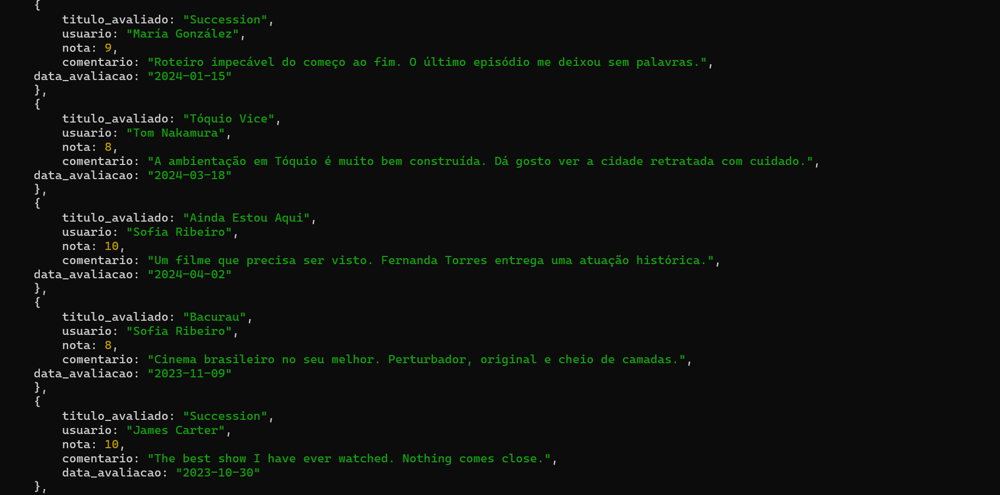 {
titulo_avaliado: "Succession",
usuario: "María González",
nota: 9,
comentario: "Roteiro impecável do começo ao fim. O último episódio me deixou sem palavras.",
data_avaliacao: "2024-01-15"
},
{
titulo_avaliado: "Tóquio Vice",
usuario: "Tom Nakamura",
nota: 8,
comentario: "A ambientação em Tóquio é muito bem construída. Dá gosto ver a cidade retratada com cuidado.",
data_avaliacao: "2024-03-18"
},
{
titulo_avaliado: "Ainda Estou Aqui",
usuario: "Sofia Ribeiro",
nota: 10,
comentario: "Um filme que precisa ser visto. Fernanda Torres entrega uma atuação histórica.",
data_avaliacao: "2024-04-02"
},
{
titulo_avaliado: "Bacurau",
usuario: "Sofia Ribeiro",
nota: 8,
comentario: "Cinema brasileiro no seu melhor. Perturbador, original e cheio de camadas.",
data_avaliacao: "2023-11-09"
},
{
titulo_avaliado: "Succession",
usuario: "James Carter",
nota: 10,
comentario: "The best show I have ever watched. Nothing comes close.",
data_avaliacao: "2023-10-30"
},